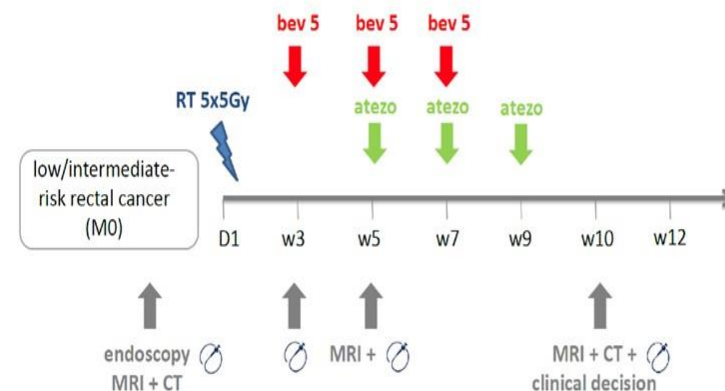 bev 5 bev 5 bev 5
RT 5x5Gy
atezo atezo atezo
low/intermediate-
risk rectal cancer
(M0)
D1 w3 w5 w7 w9 w10 w12
endoscopy
MRI + CT
MRI +
MRI + CT +
clinical decision